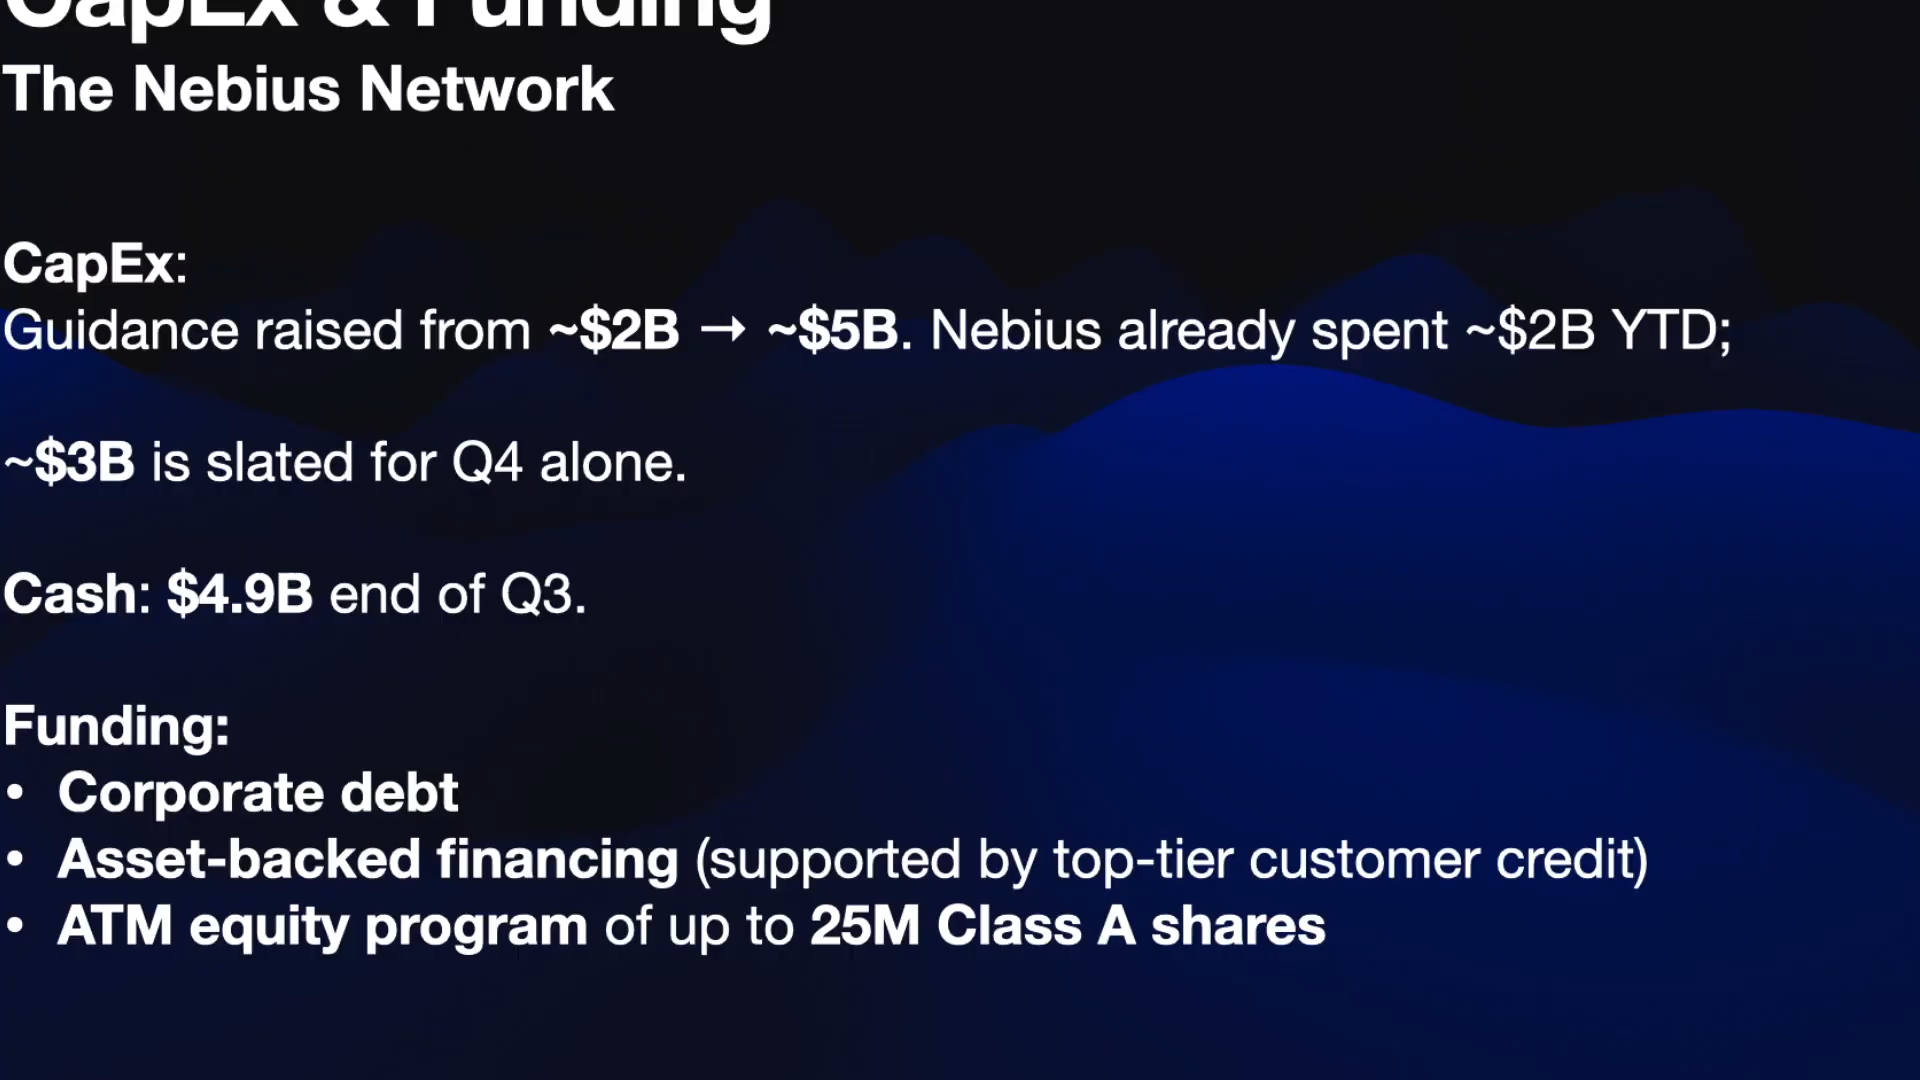 CapEx & Funding
The Nebius Network
CapEx:
Guidance raised from ~$2B → ~$5B. Nebius already spent ~$2B YTD;
~$3B is slated for Q4 alone.
Cash: $4.9B end of Q3.
Funding:
• Corporate debt
• Asset-backed financing (supported by top-tier customer credit)
• ATM equity program of up to 25M Class A shares